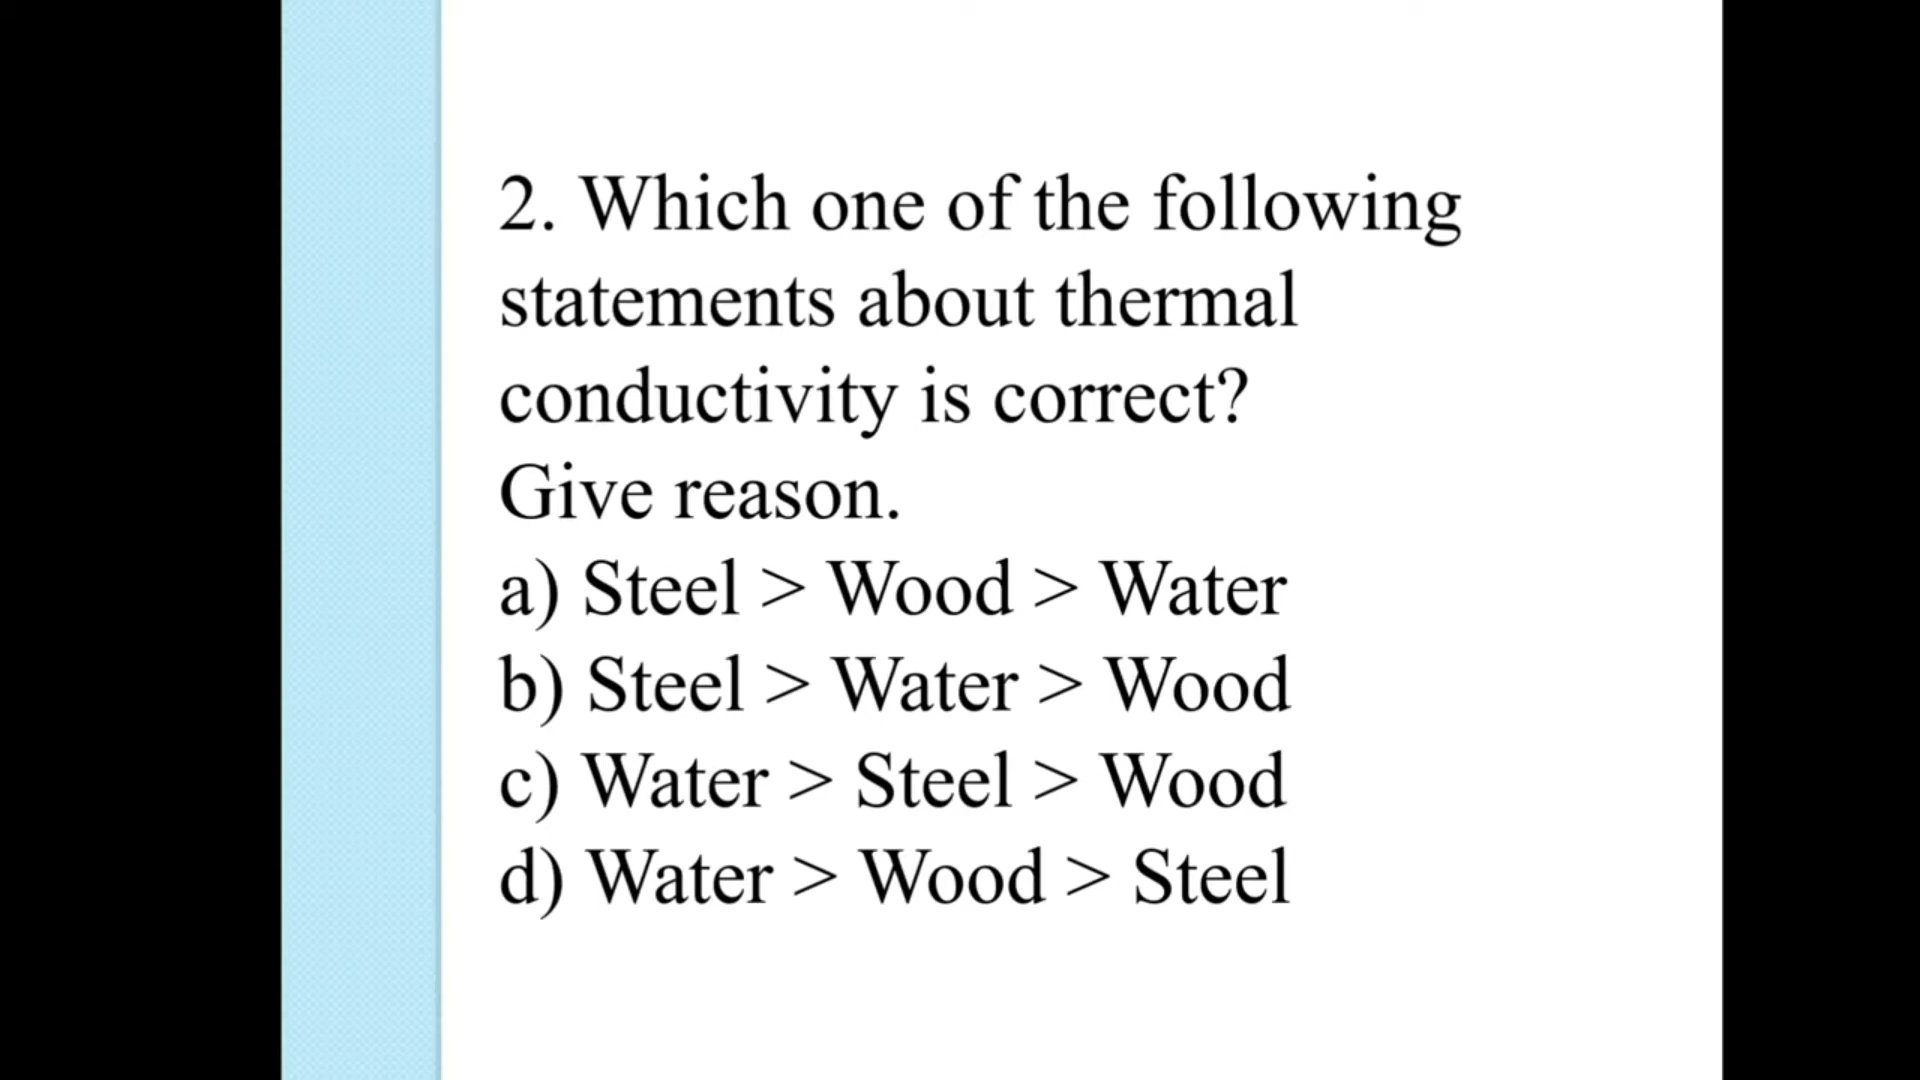 2. Which one of the following
statements about thermal
conductivity is correct?
Give reason.
a) Steel > Wood > Water
b) Steel > Water > Wood
c) Water > Steel > Wood
d) Water > Wood > Steel